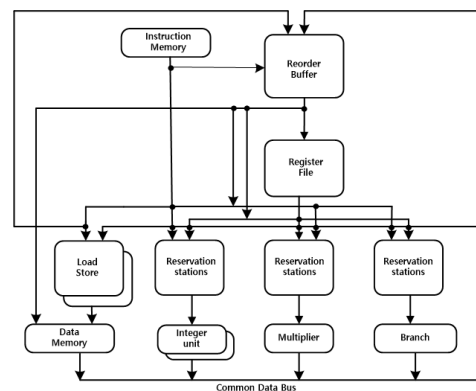 Instruction
Memory
Reorder
Buffer
Register
File
Load
Store
Reservation
stations
Reservation
stations
Reservation
stations
Data
Memory
Integer
unit
Multiplier
Branch
Common Data Bus